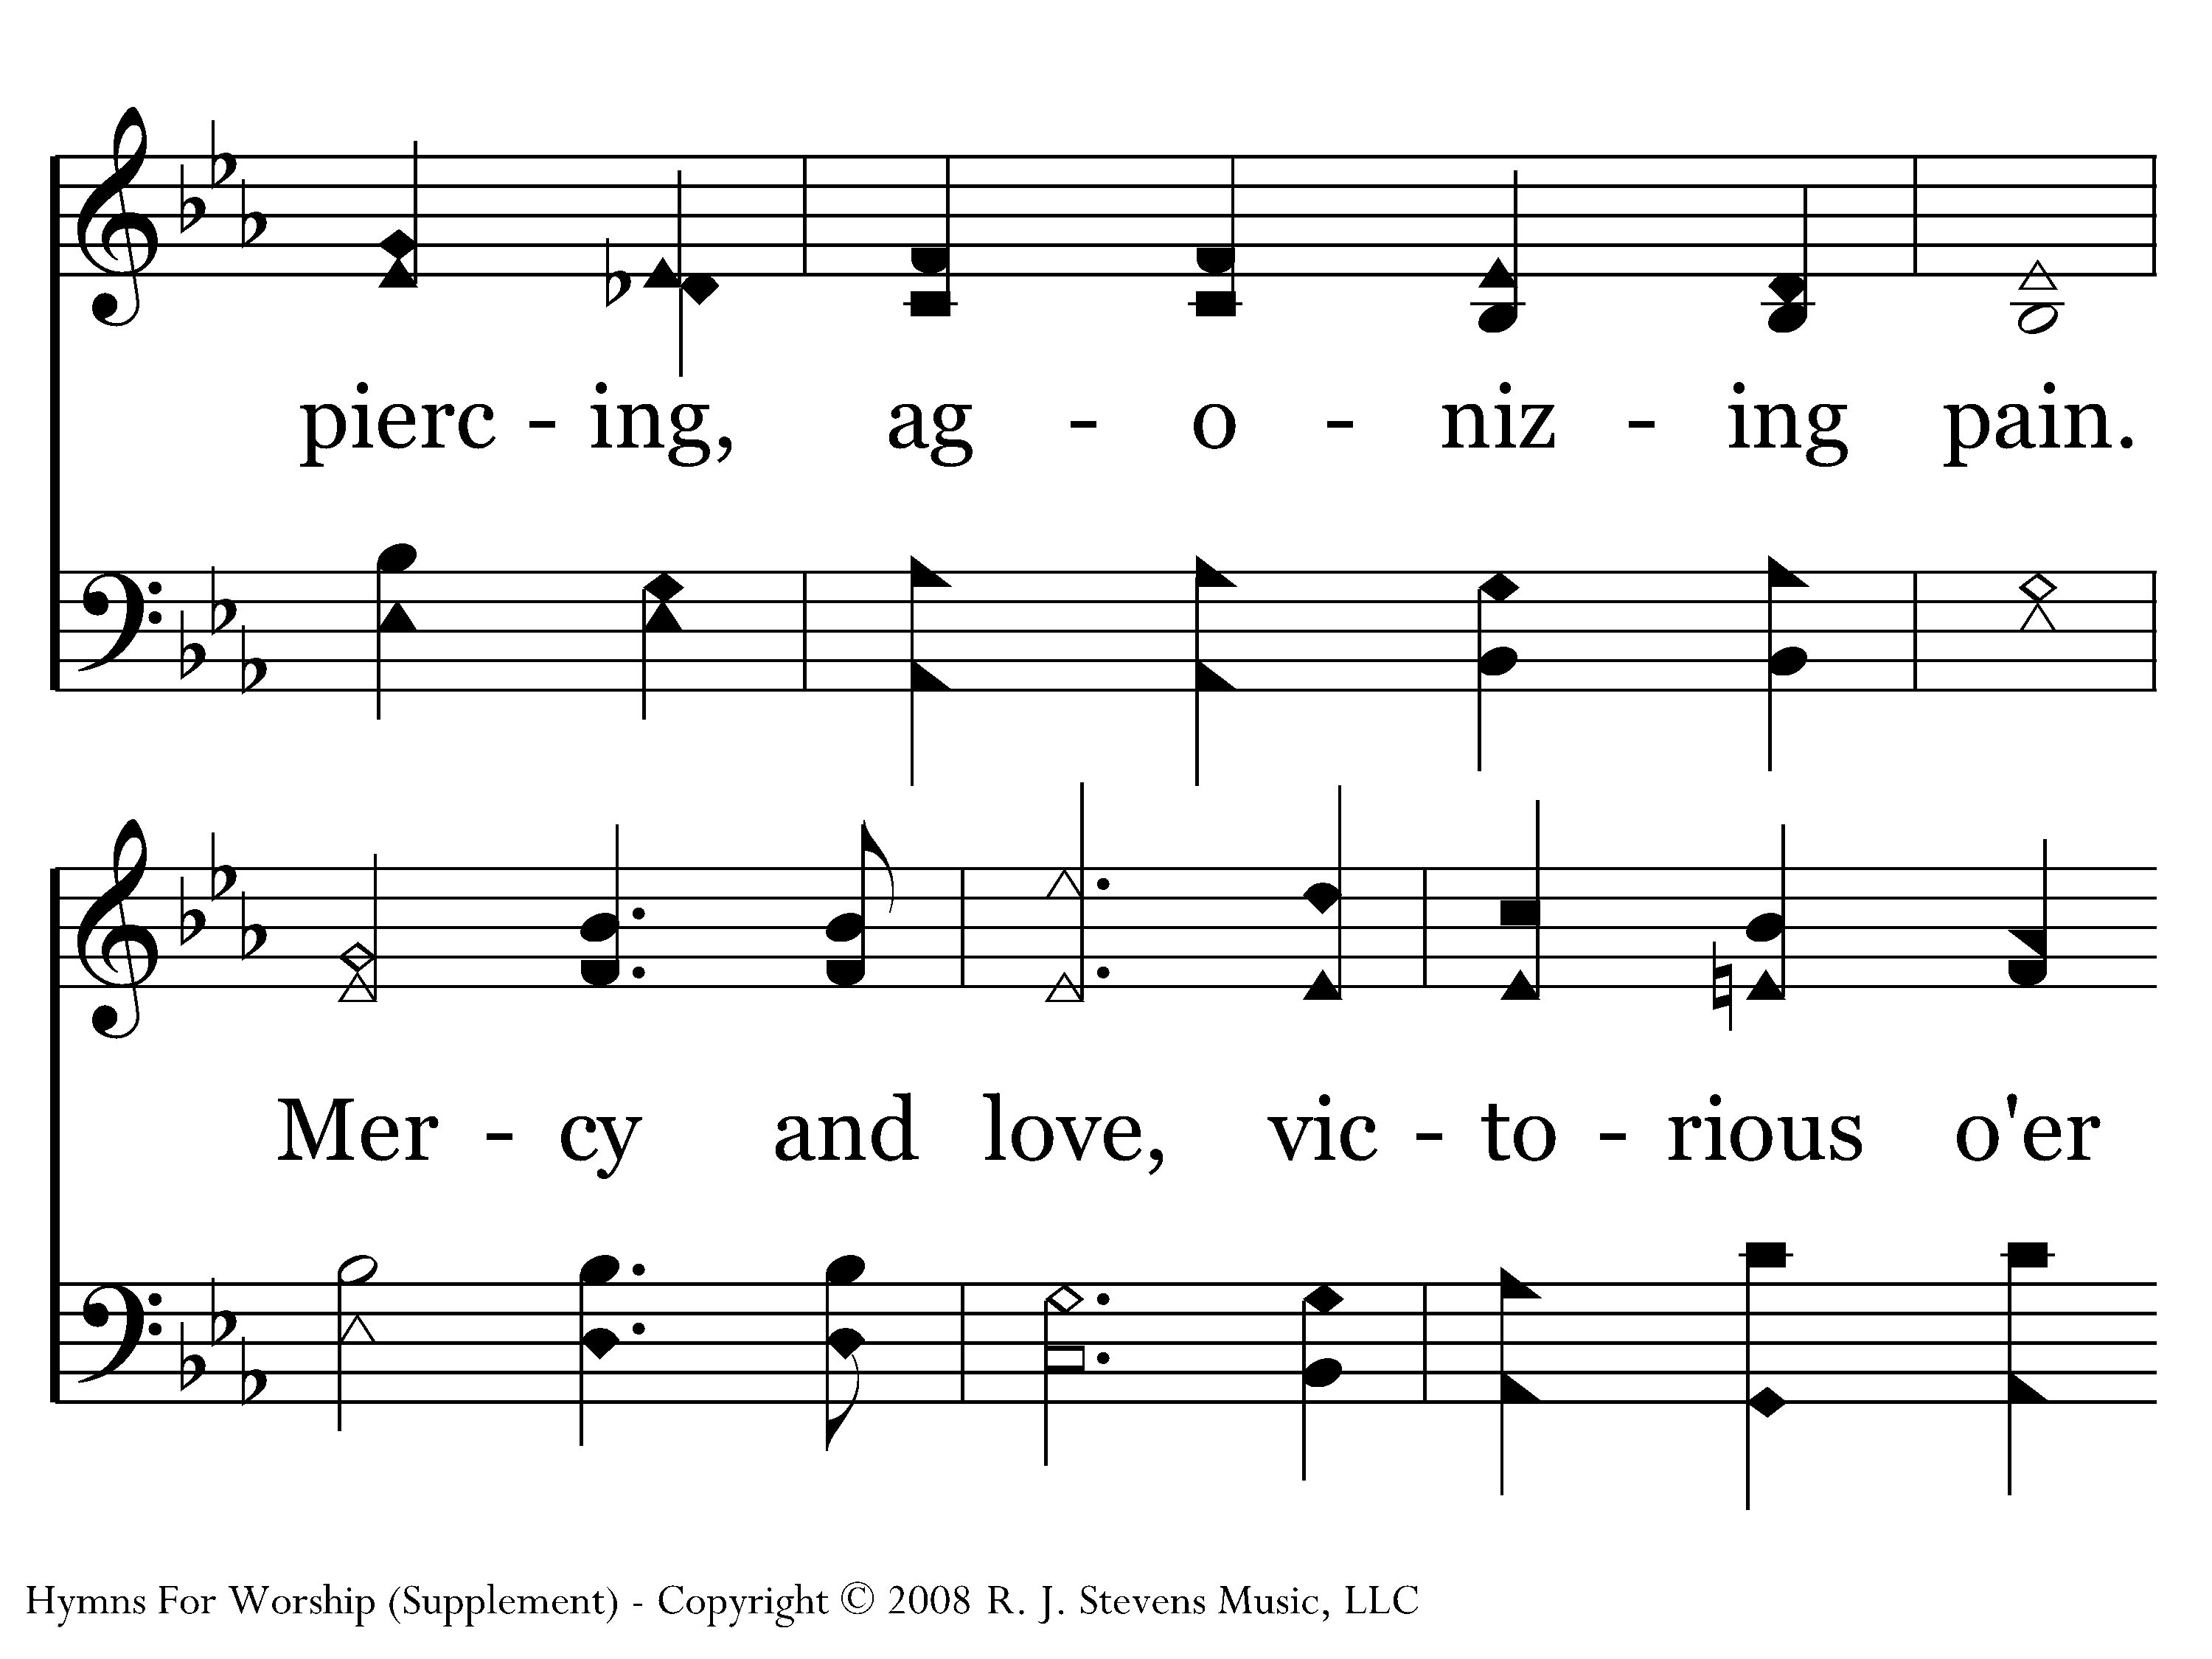 pierc - ing, ag - o - niz - ing pain.
Mer - cy and love, vic - to - rious o'er
Hymns For Worship (Supplement) - Copyright © 2008 R. J. Stevens Music, LLC